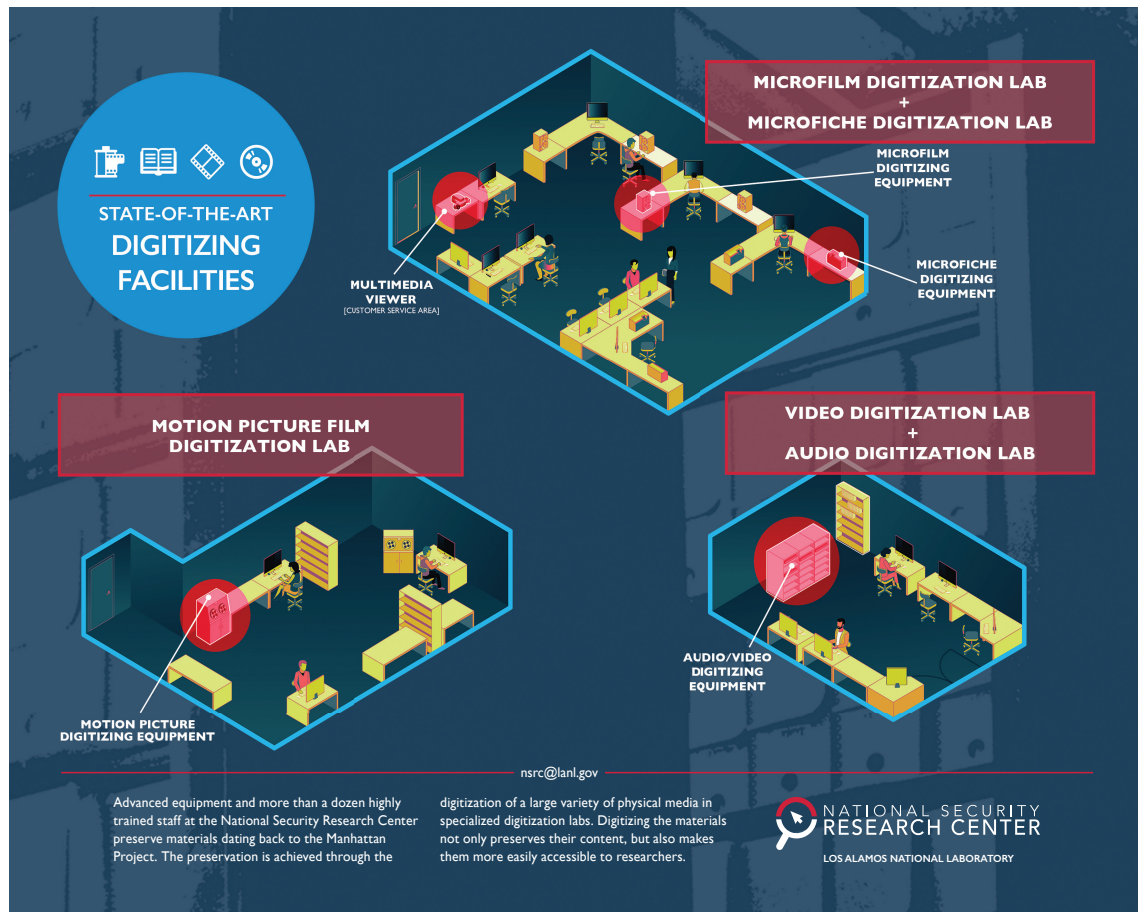 STATE-OF-THE-ART
DIGITIZING
FACILITIES
MICROFILM DIGITIZATION LAB
+
MICROFICHE DIGITIZATION LAB
MICROFILM
DIGITIZING
EQUIPMENT
MICROFICHE
DIGITIZING
EQUIPMENT
MULTIMEDIA
VIEWER
[CUSTOMER SERVICE AREA]
MOTION PICTURE FILM
DIGITIZATION LAB
MOTION PICTURE
DIGITIZING EQUIPMENT
VIDEO DIGITIZATION LAB
+
AUDIO DIGITIZATION LAB
AUDIO/VIDEO
DIGITIZING
EQUIPMENT
nsrc@lanl.gov
Advanced equipment and more than a dozen highly
trained staff at the National Security Research Center
preserve materials dating back to the Manhattan
Project. The preservation is achieved through the
digitization of a large variety of physical media in
specialized digitization labs. Digitizing the materials
not only preserves their content, but also makes
them more easily accessible to researchers.
NATIONAL SECURITY
RESEARCH CENTER
LOS ALAMOS NATIONAL LABORATORY